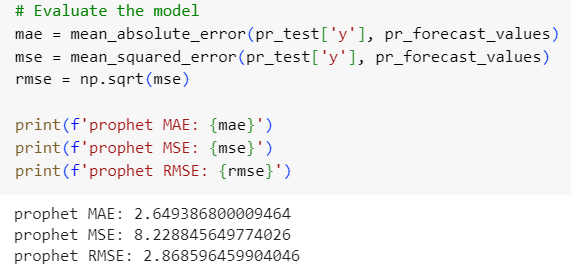 # Evaluate the model
mae = mean_absolute_error(pr_test['y'], pr_forecast_values)
mse = mean_squared_error(pr_test['y'], pr_forecast_values)
rmse = np.sqrt(mse)
print(f'prophet MAE: {mae}')
print(f'prophet MSE: {mse}')
print(f'prophet RMSE: {rmse}')
prophet MAE: 2.649386800009464
prophet MSE: 8.228845649774026
prophet RMSE: 2.868596459904046